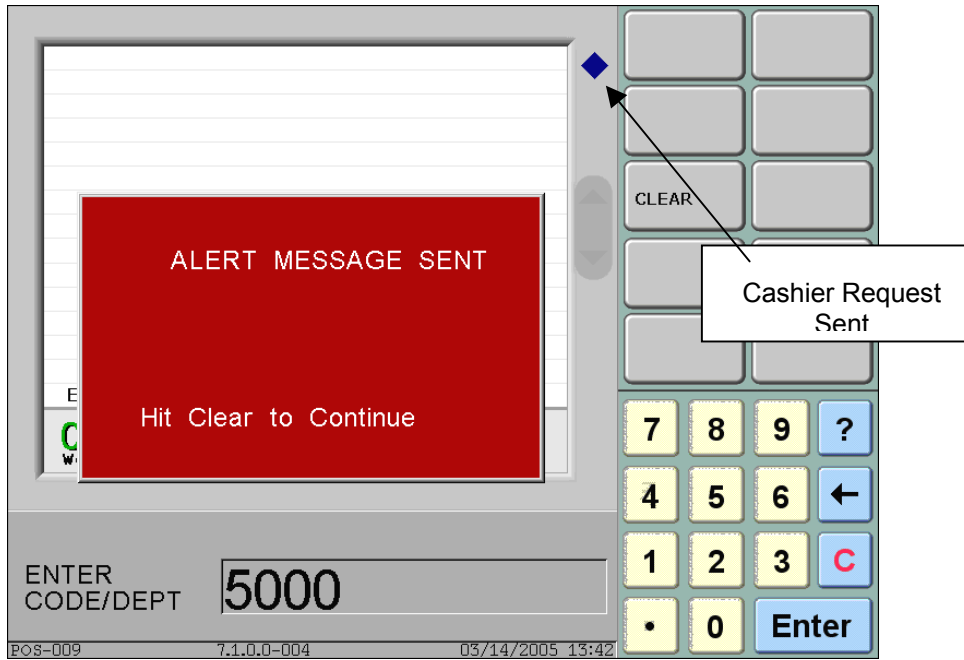 ALERT MESSAGE SENT
Hit Clear to Continue
CLEAR
Cashier Request
Sent
7 8 9 ?
4 5 6 ←
1 2 3 C
. 0 Enter
ENTER
CODE/DEPT
5000
POS-009 7.1.0.0-004 03/14/2005 13:42